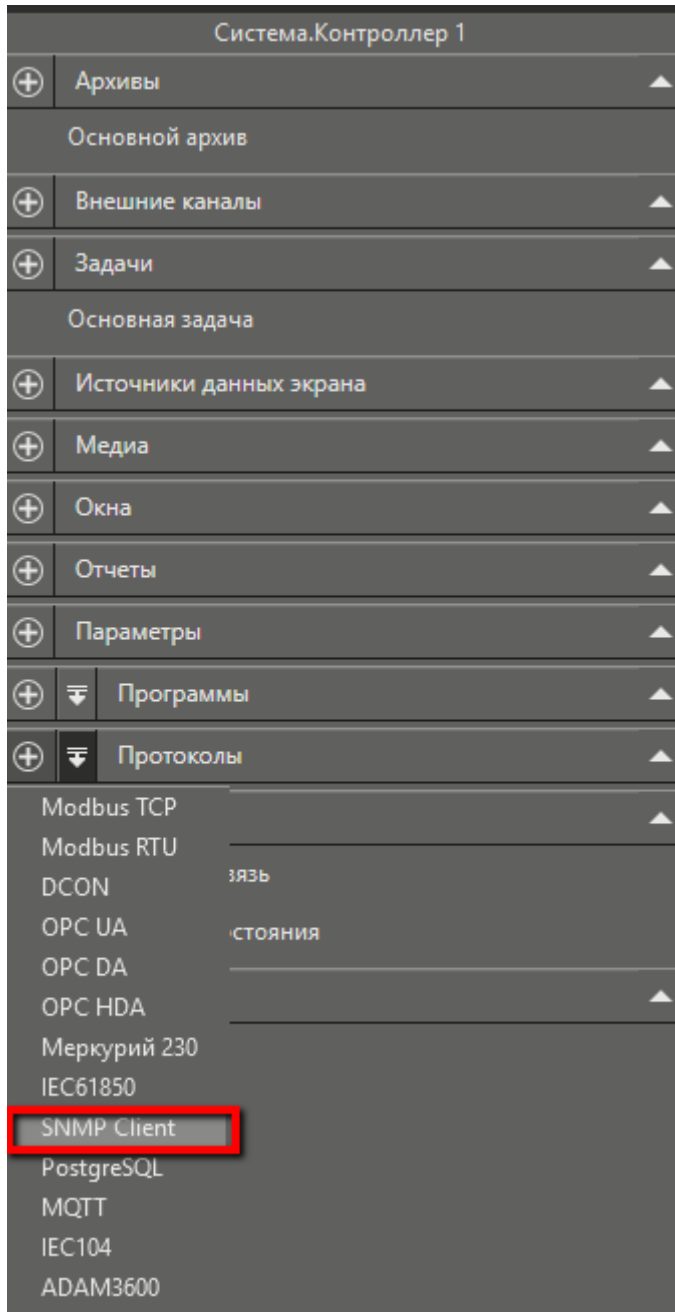 Система.Контроллер 1
Архивы
Основной архив
Внешние каналы
Задачи
Основная задача
Источники данных экрана
Медиа
Окна
Отчеты
Параметры
Программы
Протоколы
Modbus TCP
Modbus RTU
DCON
OPC UA
OPC DA
OPC HDA
Меркурий 230
IEC61850
SNMP Client
PostgreSQL
MQTT
IEC104
ADAM3600